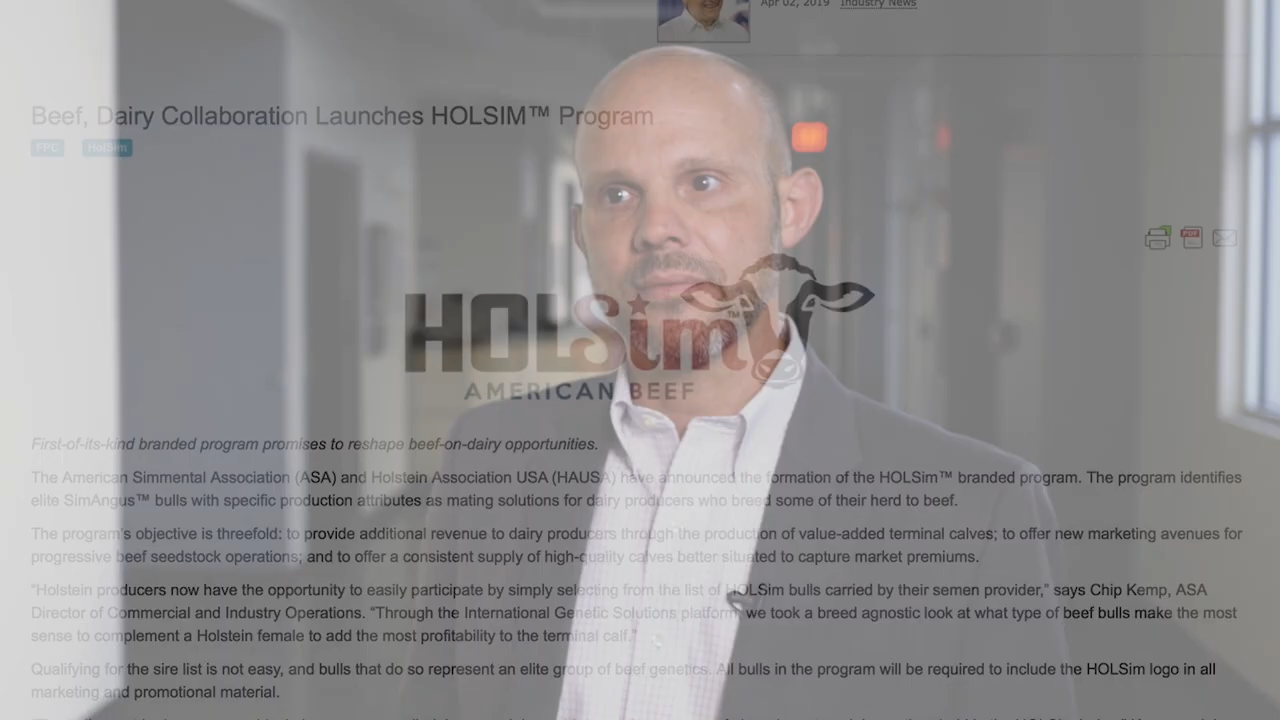 Apr 02, 2019 Industry News
Beef, Dairy Collaboration Launches HOLSIM™ Program
FPC HolSim
PDF
HOLSim™
AMERICAN BEEF
First-of-its-kind branded program promises to reshape beef-on-dairy opportunities.
The American Simmental Association (ASA) and Holstein Association USA (HAUSA) have announced the formation of the HOLSim™ branded program. The program identifies
elite SimAngus™ bulls with specific production attributes as mating solutions for dairy producers who breed some of their herd to beef.
The program's objective is threefold: to provide additional revenue to dairy producers through the production of value-added terminal calves; to offer new marketing avenues for
progressive beef seedstock operations; and to offer a consistent supply of high-quality calves better situated to capture market premiums.
“Holstein producers now have the opportunity to easily participate by simply selecting from the list of HOLSim bulls carried by their semen provider,” says Chip Kemp, ASA
Director of Commercial and Industry Operations. “Through the International Genetic Solutions platform, we took a breed agnostic look at what type of beef bulls make the most
sense to complement a Holstein female to add the most profitability to the terminal calf.”
Qualifying for the sire list is not easy, and bulls that do so represent an elite group of beef genetics. All bulls in the program will be required to include the HOLSim logo in all
marketing and promotional material.